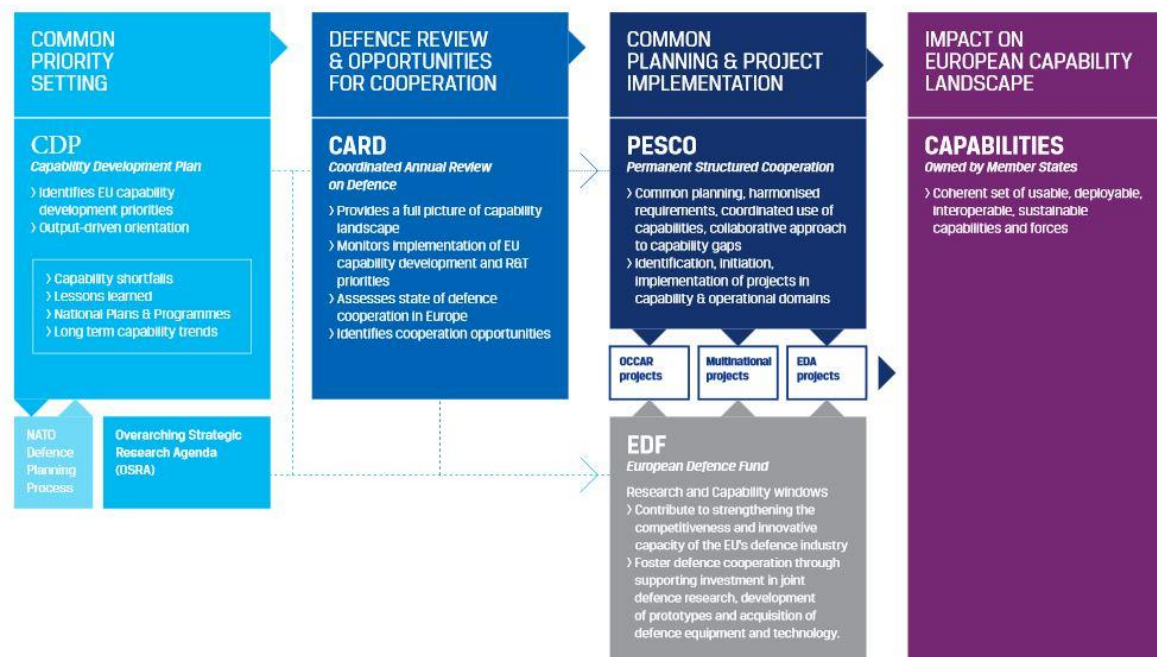 COMMON
PRIORITY
SETTING
CDP
Capability Development Plan
› Identifies EU capability
development priorities
› Output-driven orientation
› Capability shortfalls
› Lessons learned
› National Plans & Programmes
› Long term capability trends
NATO
Defence
Planning
Process
Overarching Strategic
Research Agenda
(OSRA)
DEFENCE REVIEW
& OPPORTUNITIES
FOR COOPERATION
CARD
Coordinated Annual Review
on Defence
› Provides a full picture of capability
landscape
› Monitors implementation of EU
capability development and R&T
priorities
› Assesses state of defence
cooperation in Europe
› Identifies cooperation opportunities
COMMON
PLANNING & PROJECT
IMPLEMENTATION
PESCO
Permanent Structured Cooperation
› Common planning, harmonised
requirements, coordinated use of
capabilities, collaborative approach
to capability gaps
› Identification, initiation,
implementation of projects in
capability & operational domains
OCCAR
projects
Multinational
projects
EDA
projects
EDF
European Defence Fund
Research and Capability windows
› Contribute to strengthening the
competitiveness and innovative
capacity of the EU's defence industry
› Foster defence cooperation through
supporting investment in joint
defence research, development
of prototypes and acquisition of
defence equipment and technology.
IMPACT ON
EUROPEAN CAPABILITY
LANDSCAPE
CAPABILITIES
Owned by Member States
› Coherent set of usable, deployable,
interoperable, sustainable
capabilities and forces